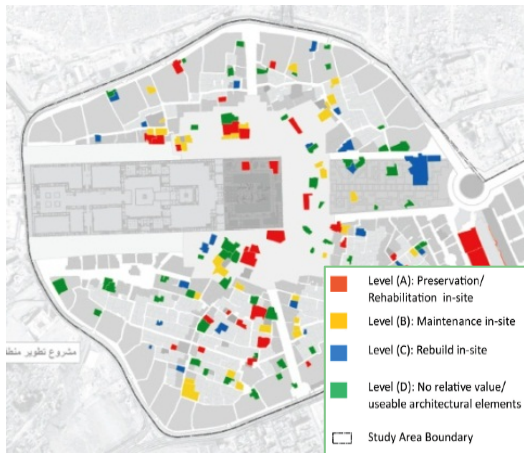 مشروع تطوير منطقة
Level (A): Preservation/
Rehabilitation in-site
Level (B): Maintenance in-site
Level (C): Rebuild in-site
Level (D): No relative value/
useable architectural elements
Study Area Boundary